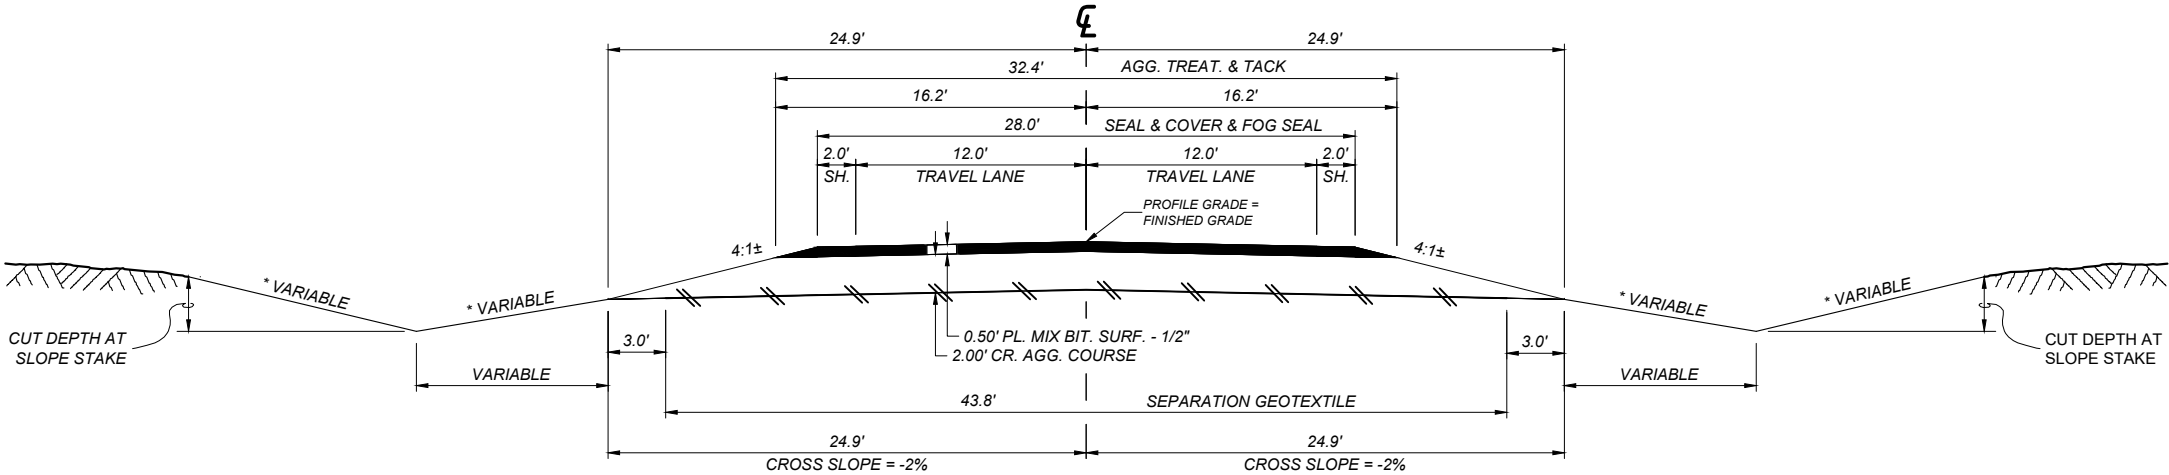 ℄
24.9' 24.9'
32.4' AGG. TREAT. & TACK
16.2' 16.2'
28.0' SEAL & COVER & FOG SEAL
2.0' 12.0' 12.0' 2.0'
SH. TRAVEL LANE TRAVEL LANE SH.
PROFILE GRADE =
FINISHED GRADE
4:1± 4:1±
* VARIABLE * VARIABLE * VARIABLE * VARIABLE
CUT DEPTH AT
SLOPE STAKE
3.0'
0.50' PL. MIX BIT. SURF. - 1/2"
2.00' CR. AGG. COURSE
3.0'
CUT DEPTH AT
SLOPE STAKE
VARIABLE VARIABLE
43.8' SEPARATION GEOTEXTILE
24.9' 24.9'
CROSS SLOPE = -2% CROSS SLOPE = -2%